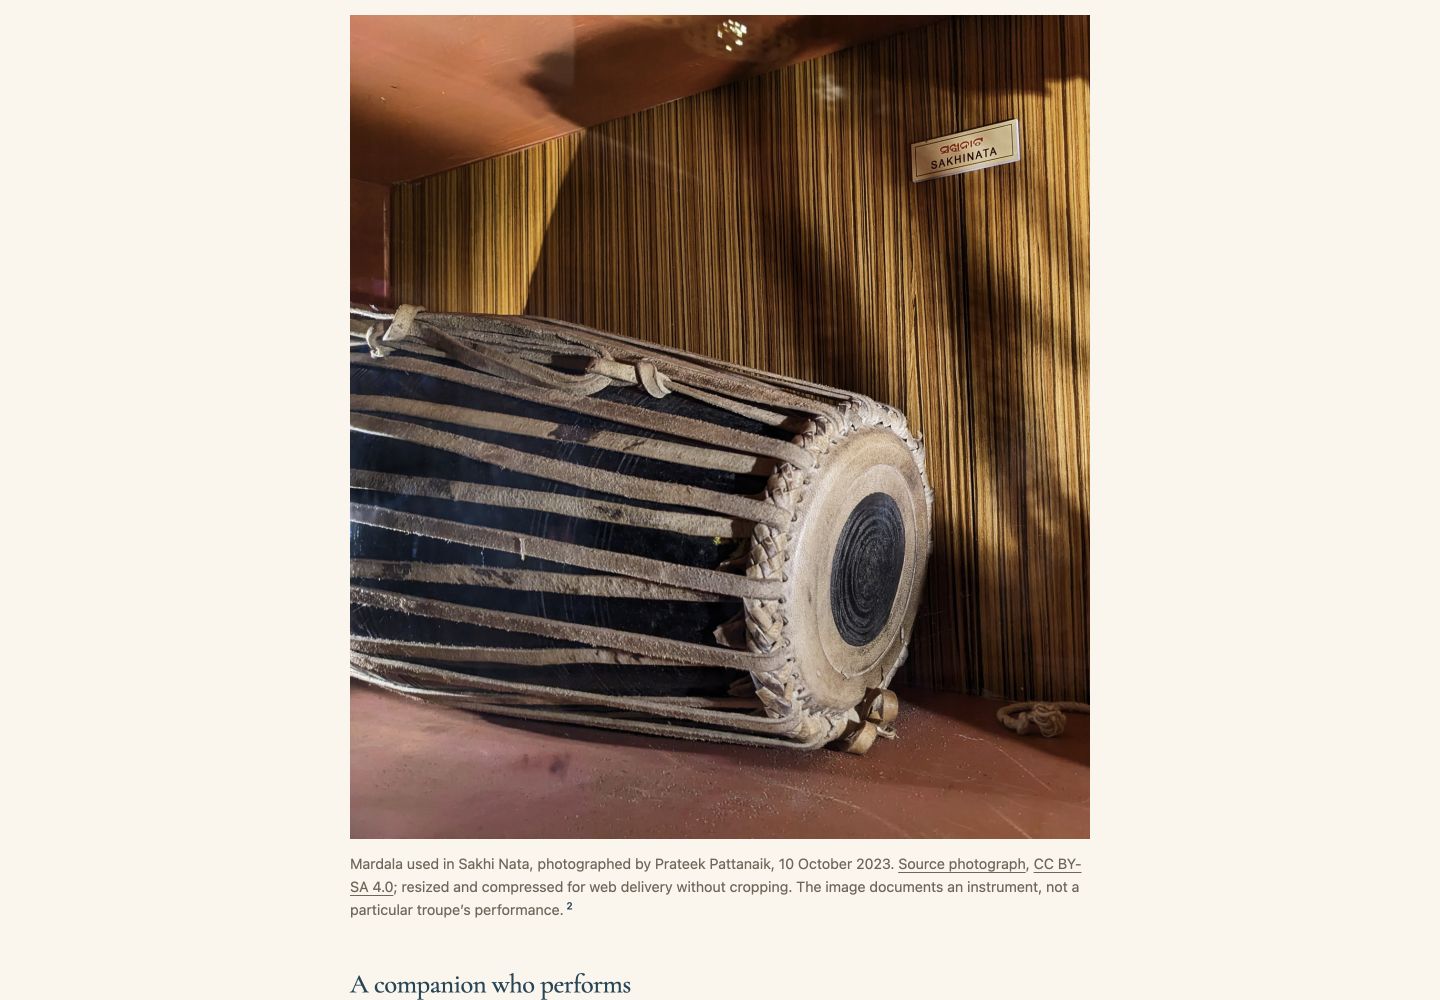 ସଖୀନାଟ
SAKHINATA
Mardala used in Sakhi Nata, photographed by Prateek Pattanaik, 10 October 2023. Source photograph, CC BY-
SA 4.0; resized and compressed for web delivery without cropping. The image documents an instrument, not a
particular troupe’s performance. 2
A companion who performs